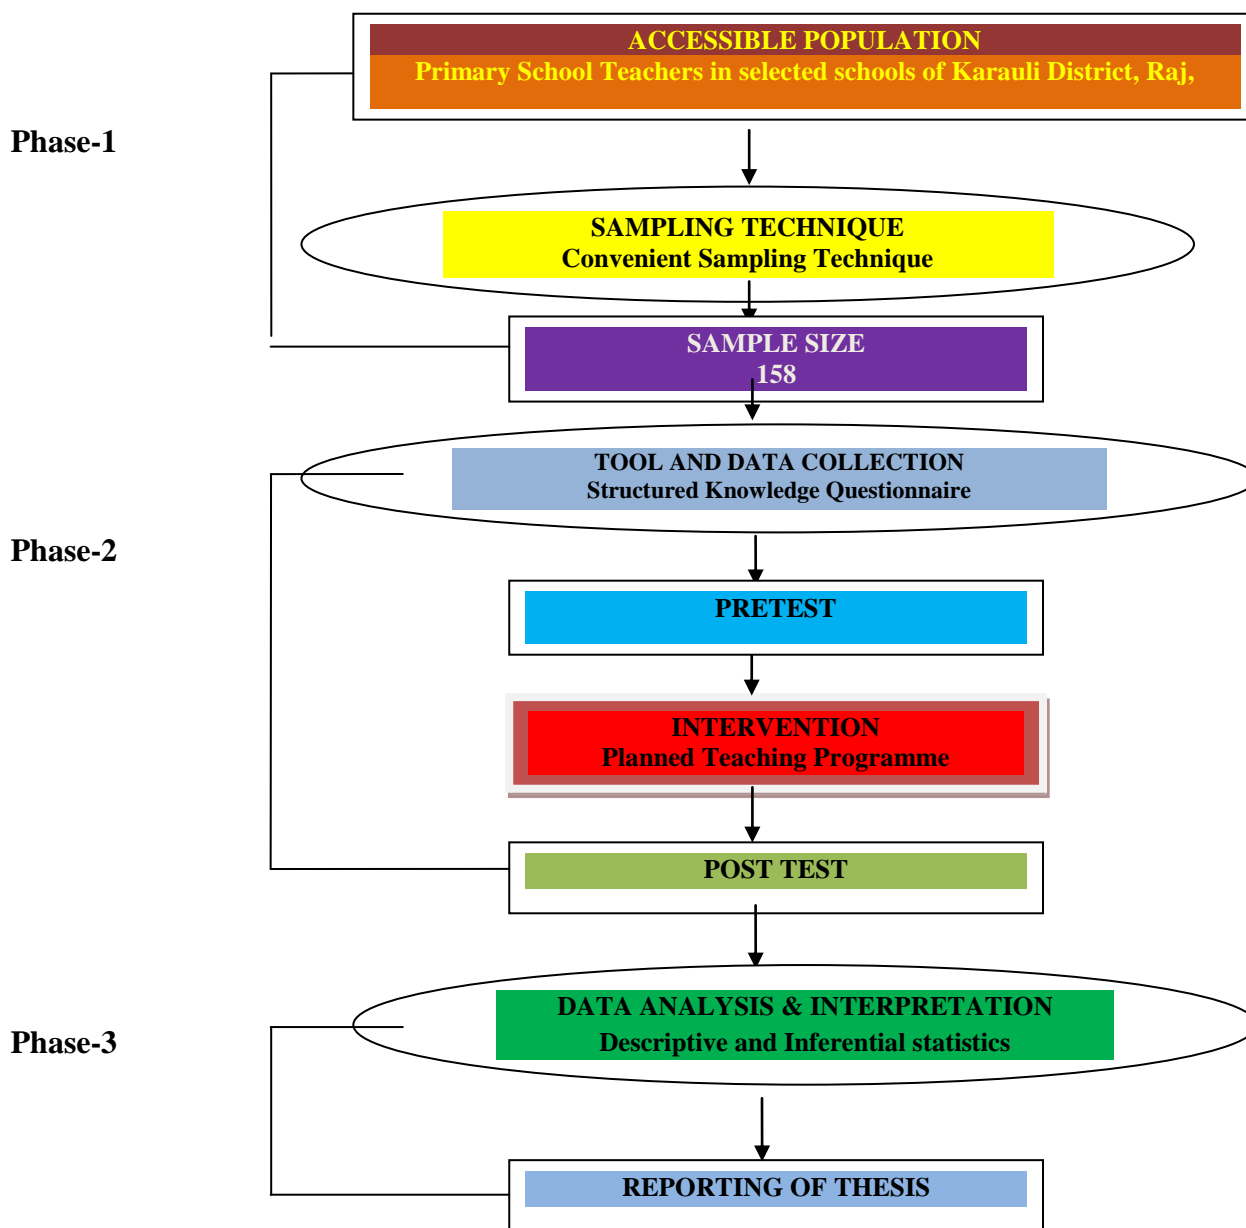 ACCESSIBLE POPULATION
Primary School Teachers in selected schools of Karauli District, Raj,
Phase-1
SAMPLING TECHNIQUE
Convenient Sampling Technique
SAMPLE SIZE
158
TOOL AND DATA COLLECTION
Structured Knowledge Questionnaire
Phase-2
PRETEST
INTERVENTION
Planned Teaching Programme
POST TEST
DATA ANALYSIS & INTERPRETATION
Descriptive and Inferential statistics
Phase-3
REPORTING OF THESIS